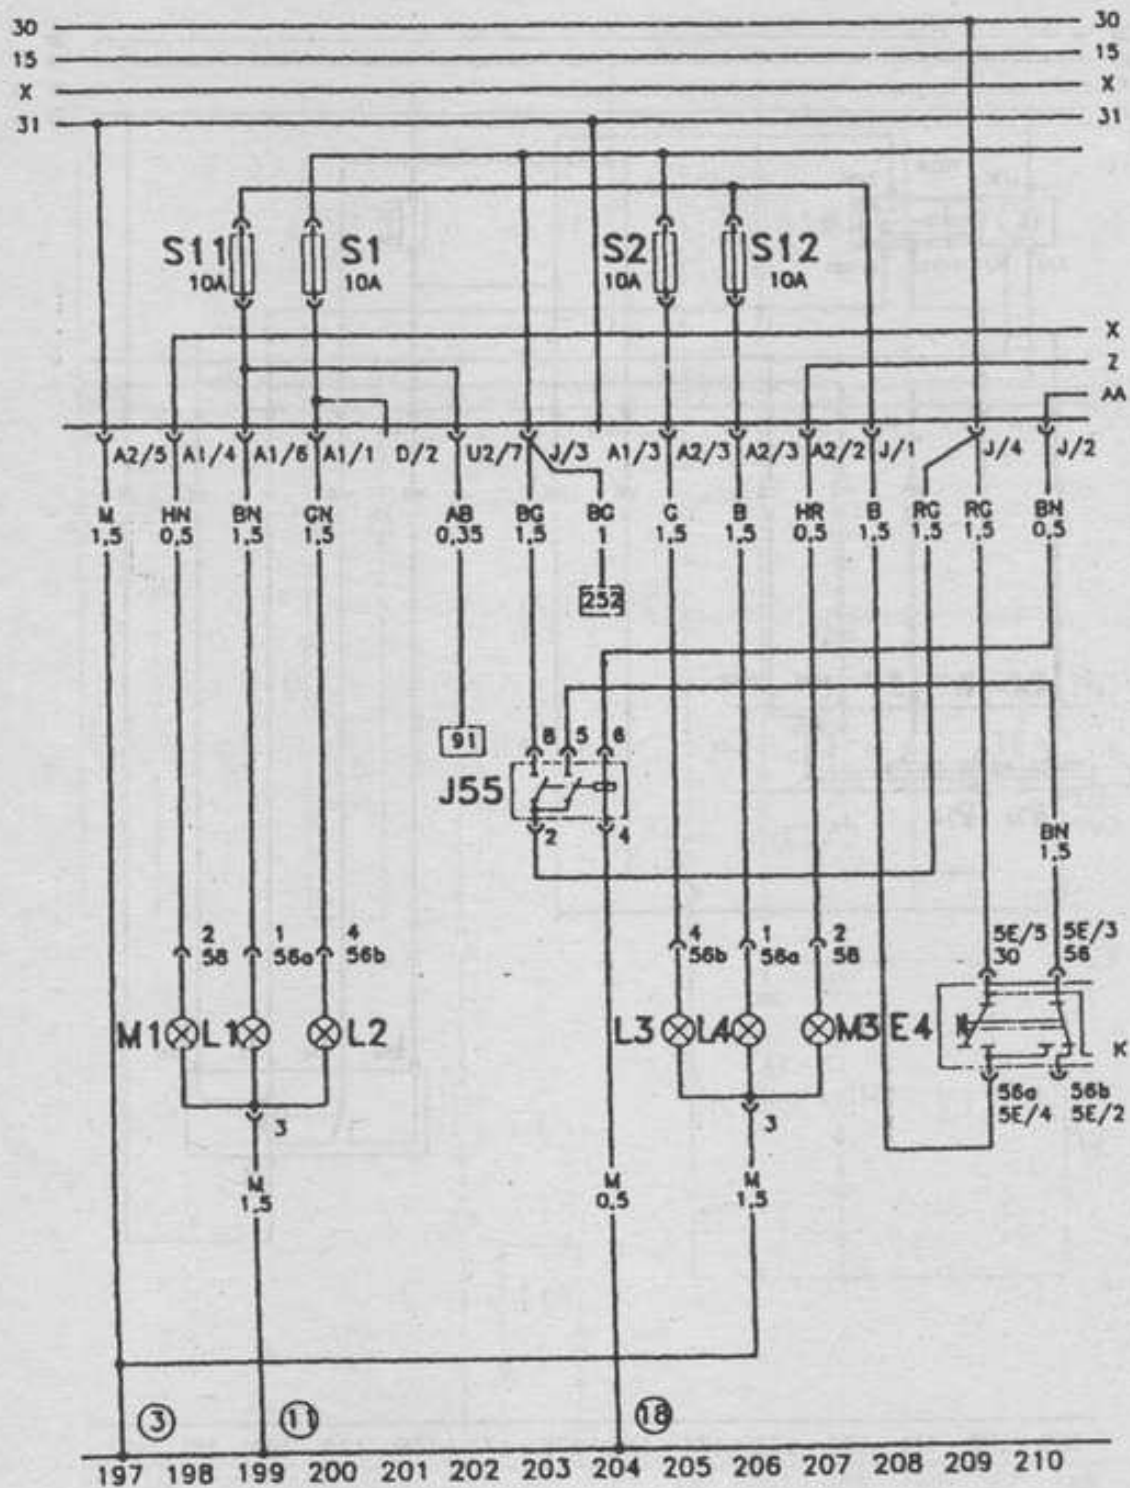 30 30
15 15
X X
31 31
S11 S1 S2 S12
10A 10A 10A 10A
X
Z
AA
A2/5 A1/4 A1/6 A1/1 D/2 U2/7 J/3 A1/3 A2/3 A2/3 A2/2 J/1 J/4 J/2
M HN BN GN AB BG BG G B HR B RG RG BN
1,5 0,5 1,5 1,5 0,35 1,5 1 1,5 1,5 0,5 1,5 1,5 1,5 0,5
252
91
8 5 6
J55
2 4
BN
1,5
2 1 4 4 1 2 5E/5 5E/3
58 56a 56b 56b 56a 58 30 56
M1 L1 L2 L3 L4 M3 E4
K
56a 56b
5E/4 5E/2
3 3
M M M
1,5 0,5 1,5
3 11 18
197 198 199 200 201 202 203 204 205 206 207 208 209 210